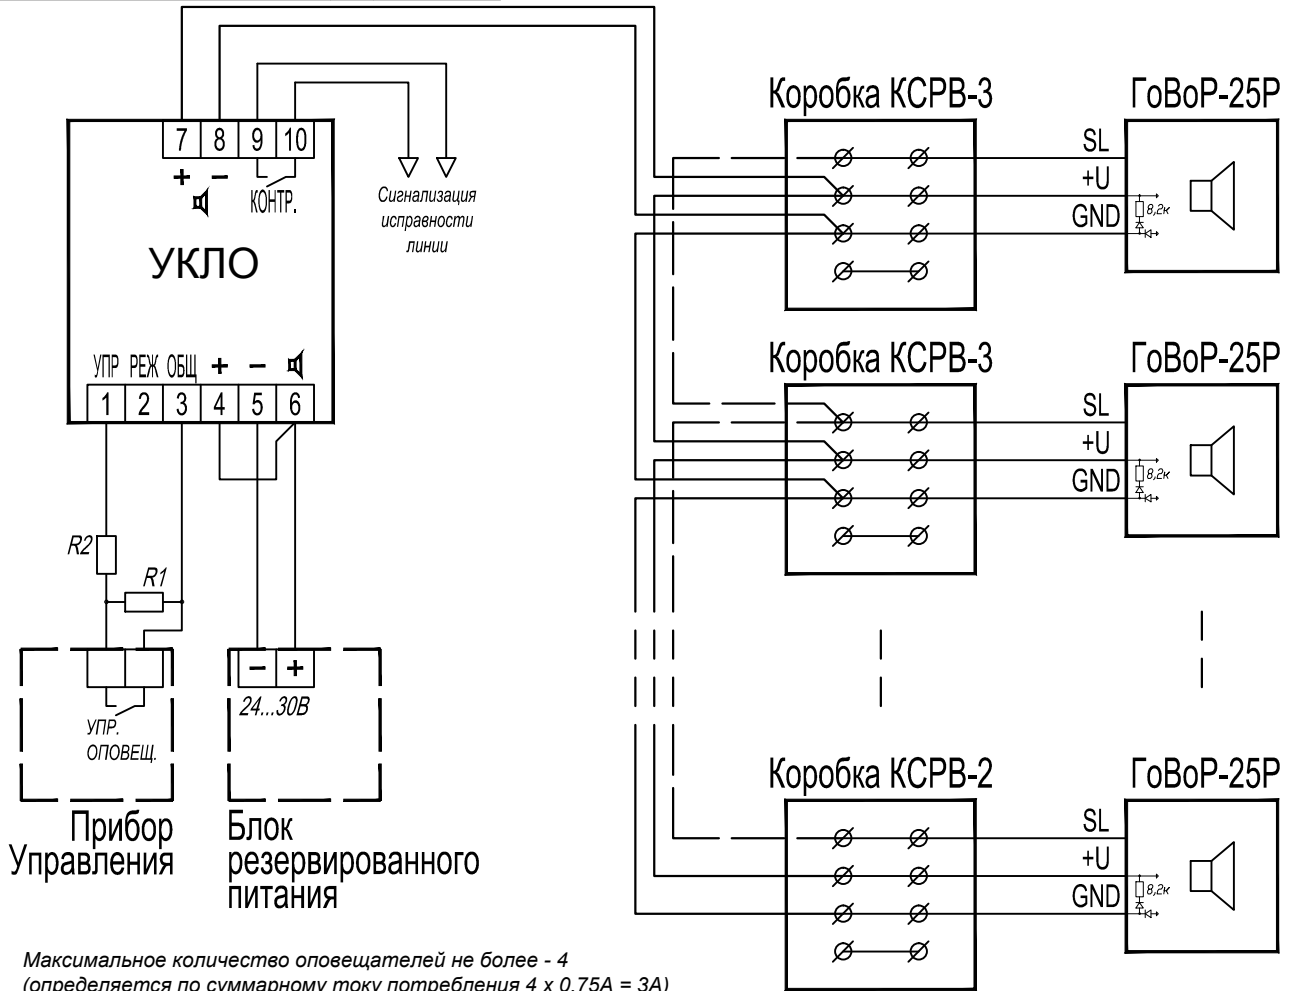 Коробка КСРВ-3
ГоВоР-25Р
7 8 9 10
+ −
КОНТР.
УКЛО
Сигнализация
исправности
линии
SL
+U
GND
8,2к
УПР РЕЖ ОБЩ + −
1 2 3 4 5 6
Коробка КСРВ-3
ГоВоР-25Р
SL
+U
GND
8,2к
R2
R1
− +
24...30В
УПР.
ОПОВЕЩ.
Прибор
Управления
Блок
резервированного
питания
Коробка КСРВ-2
ГоВоР-25Р
SL
+U
GND
8,2к
Максимальное количество оповещателей не более - 4
(определяется по суммарному току потребления 4 х 0,75А = 3А)